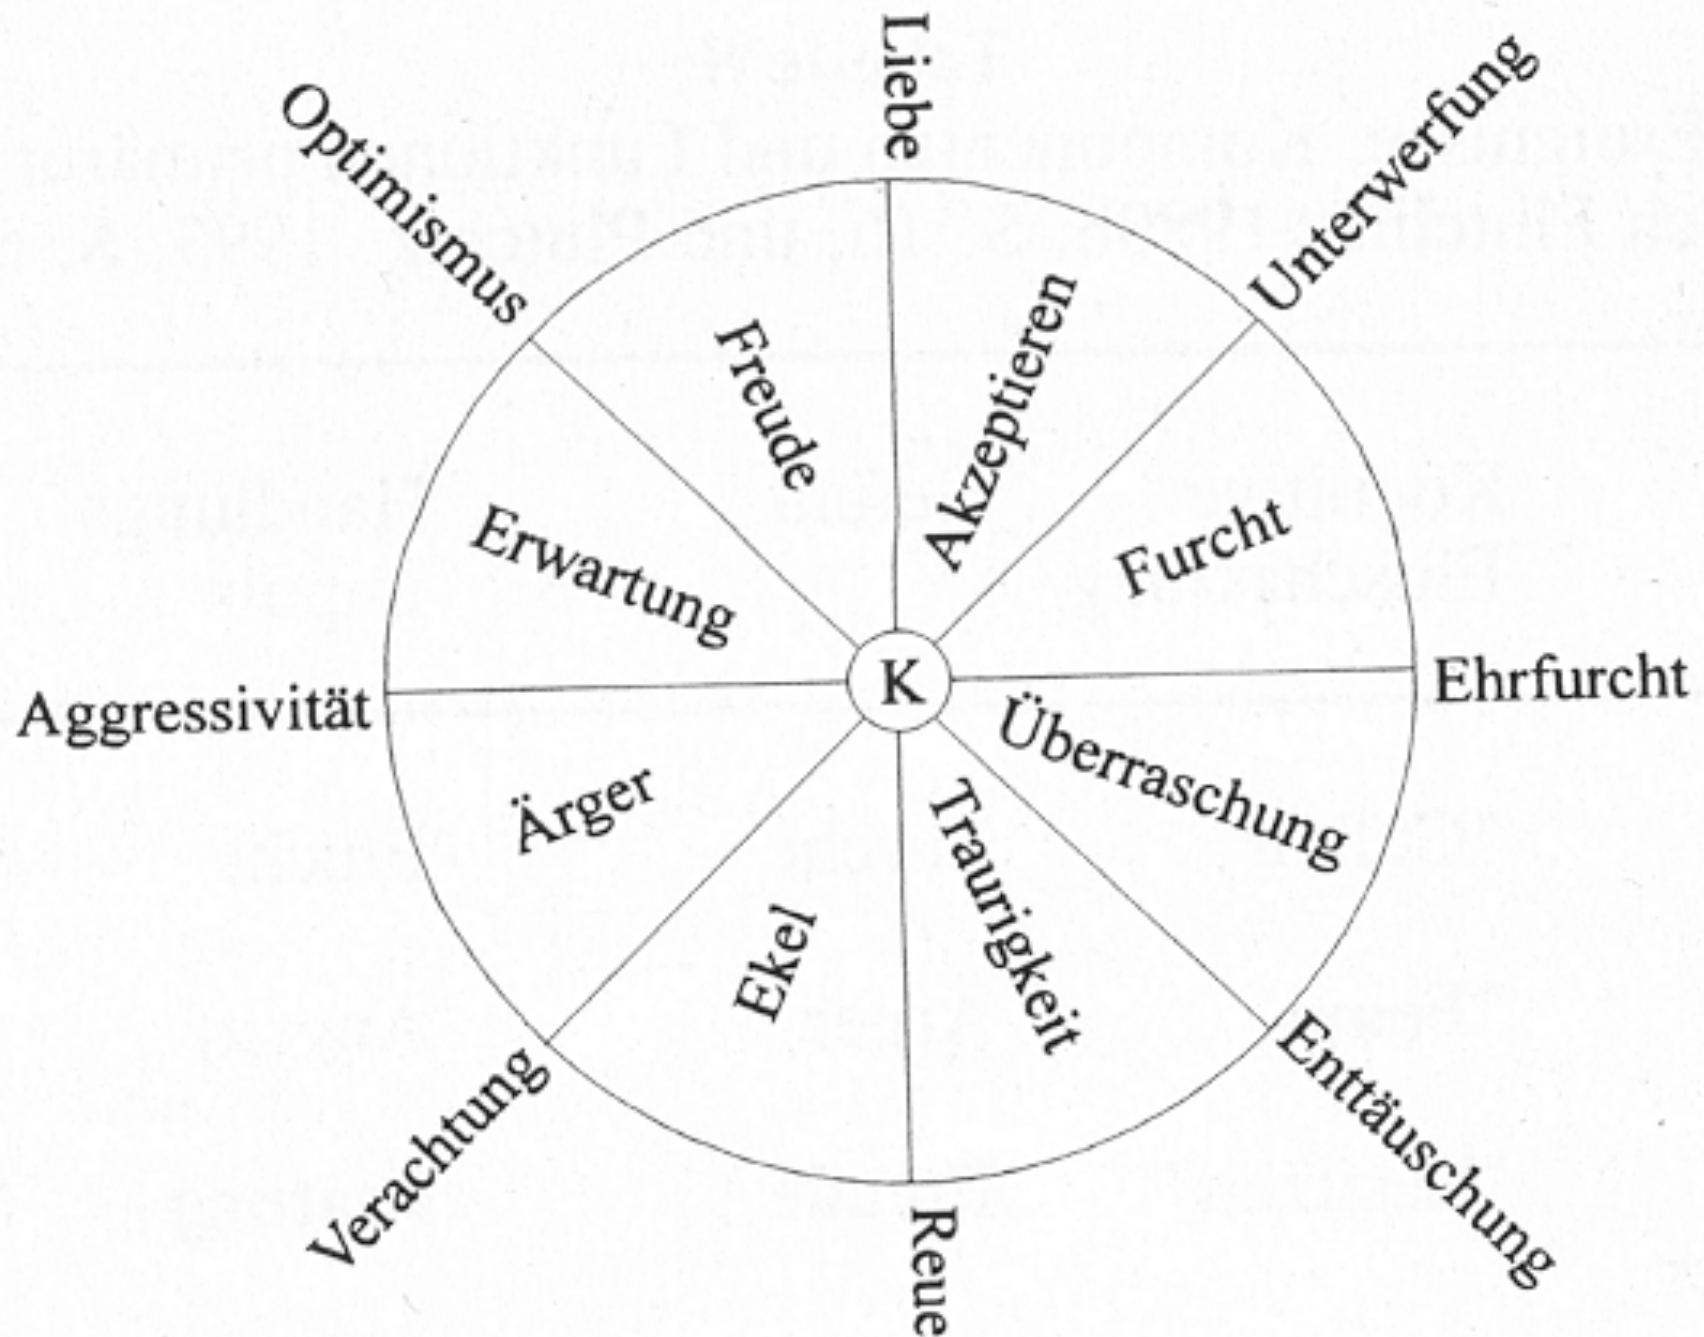 Liebe
Unterwerfung
Optimismus
Freude
Akzeptieren
Furcht
Erwartung
K
Ehrfurcht
Aggressivität
Überraschung
Ärger
Traurigkeit
Ekel
Enttäuschung
Verachtung
Reue